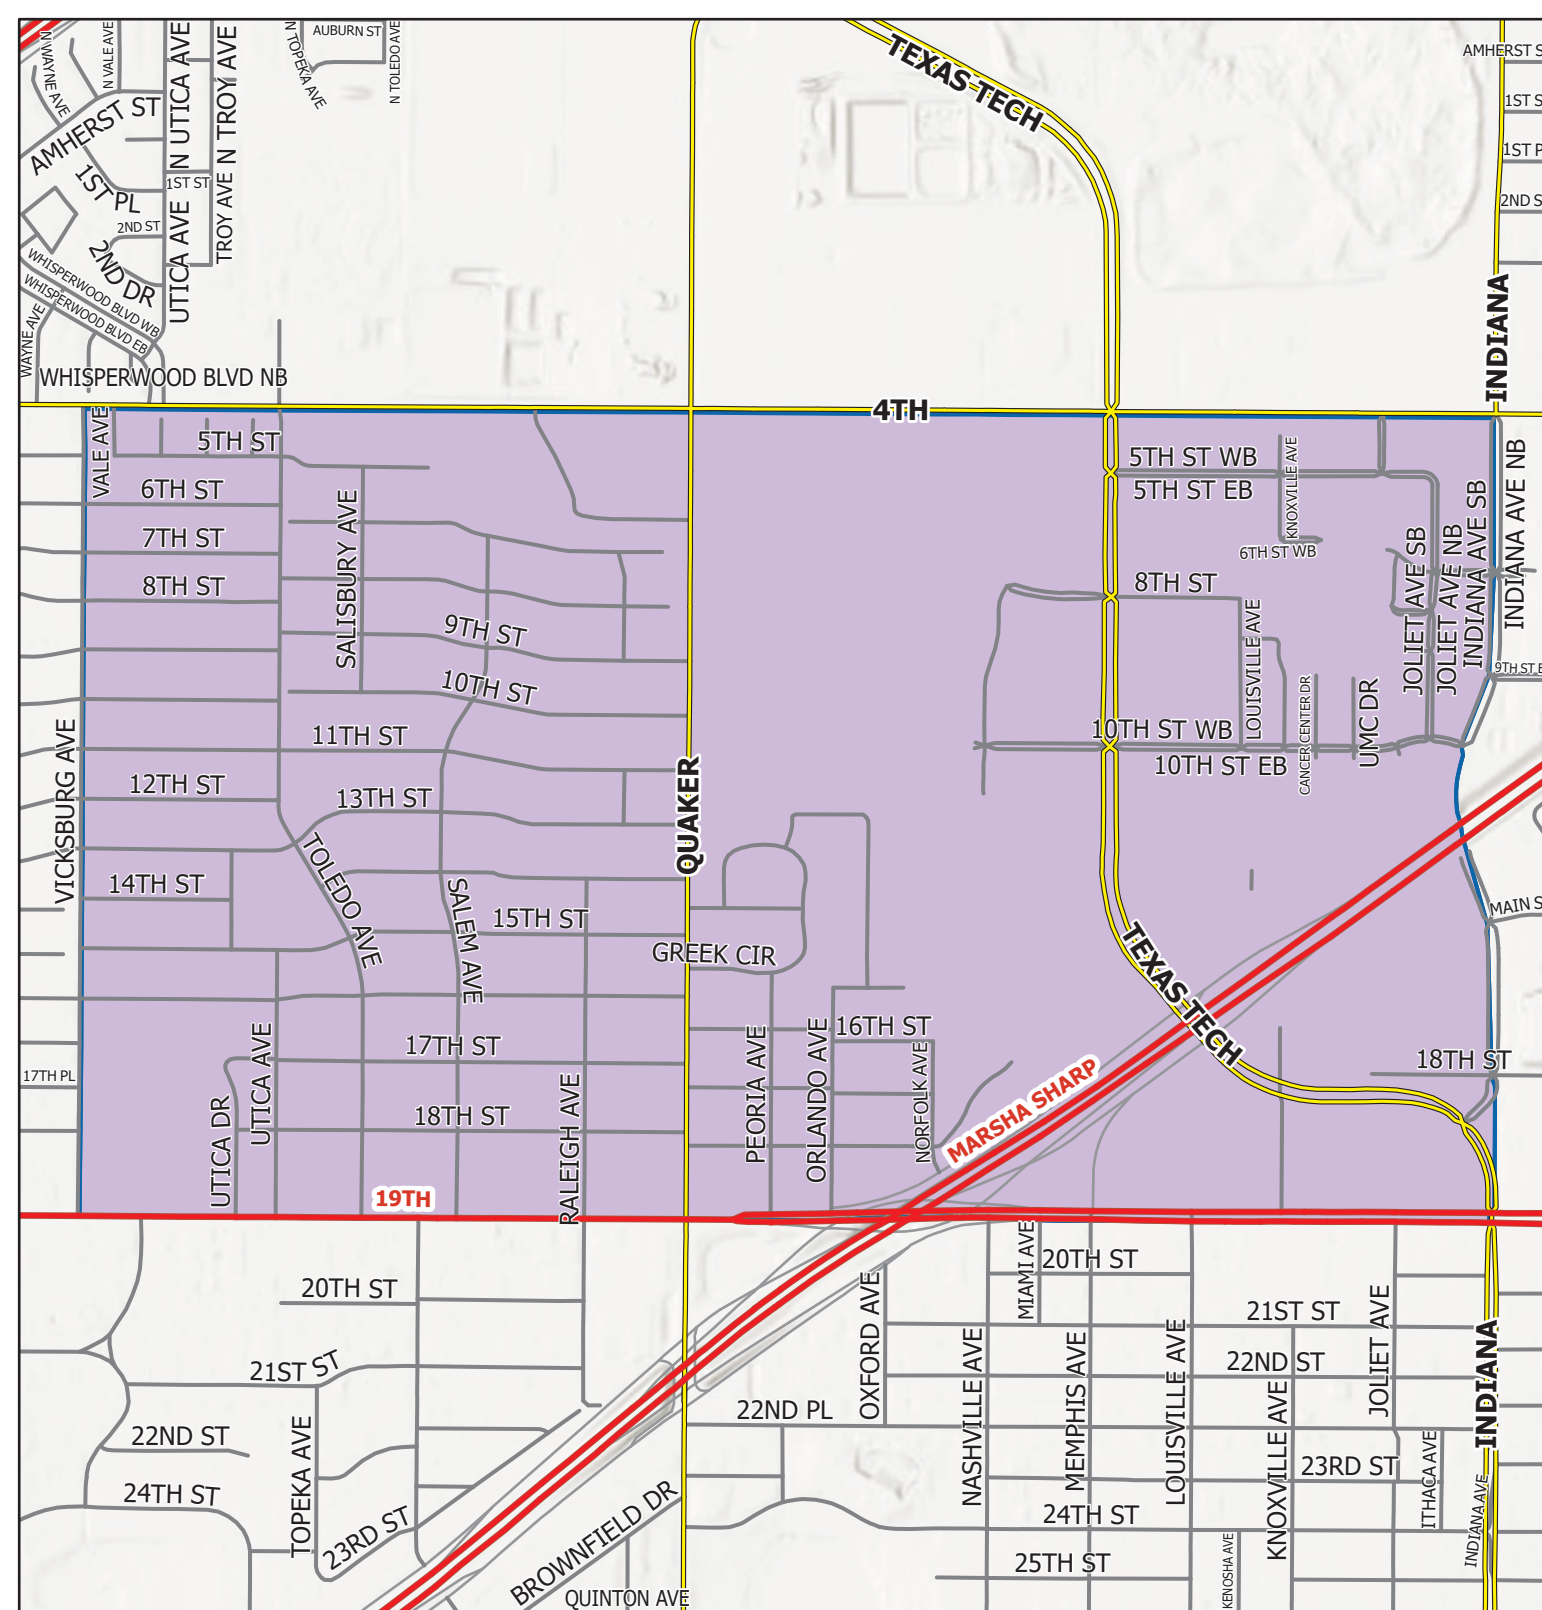 N WAYNE AVE
N VALE AVE
N UTICA AVE
N TROY AVE
N TOPEKA AVE
AUBURN ST
N TOLEDO AVE
TEXAS TECH
AMHERST S
AMHERST ST
1ST S
1ST PL
1ST ST
1ST P
UTICA AVE
TROY AVE
2ND ST
2ND S
2ND DR
WHISPERWOOD BLVD WB
WHISPERWOOD BLVD EB
WAYNE AVE
WHISPERWOOD BLVD NB
INDIANA
4TH
VALE AVE
5TH ST
5TH ST WB
5TH ST EB
KNOXVILLE AVE
6TH ST
6TH ST WB
SALISBURY AVE
7TH ST
8TH ST
8TH ST
JOLIET AVE SB
JOLIET AVE NB
INDIANA AVE SB
INDIANA AVE NB
9TH ST
9TH ST E
10TH ST
LOUISVILLE AVE
CANCER CENTER DR
UMC DR
10TH ST WB
10TH ST EB
VICKSBURG AVE
11TH ST
12TH ST
13TH ST
QUAKER
TOLEDO AVE
14TH ST
SALEM AVE
15TH ST
GREEK CIR
MAIN S
TEXAS TECH
16TH ST
UTICA AVE
17TH ST
17TH PL
PEORIA AVE
ORLANDO AVE
NORFOLK AVE
18TH ST
MARSHA SHARP
UTICA DR
18TH ST
RALEIGH AVE
19TH
MIAMI AVE
20TH ST
20TH ST
OXFORD AVE
21ST ST
JOLIET AVE
21ST ST
22ND ST
NASHVILLE AVE
MEMPHIS AVE
LOUISVILLE AVE
KNOXVILLE AVE
INDIANA
22ND PL
22ND ST
TOPEKA AVE
23RD ST
ITHACA AVE
24TH ST
23RD ST
BROWNFIELD DR
24TH ST
INDIANA AVE
25TH ST
KENOSHA AVE
QUINTON AVE